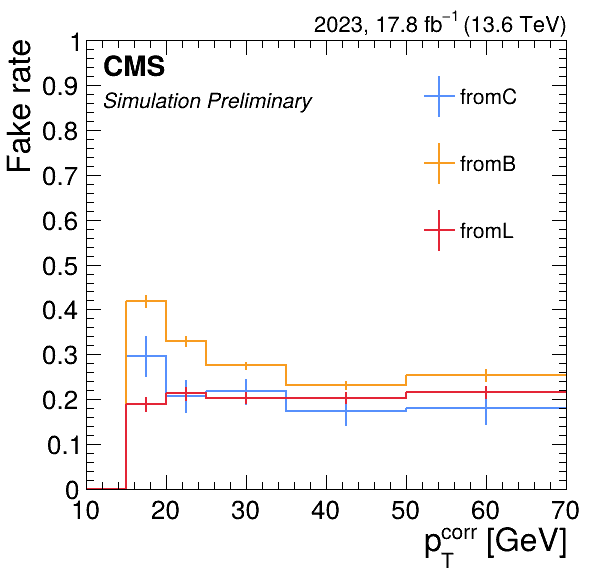 2023, 17.8 fb⁻¹ (13.6 TeV)
CMS
Simulation Preliminary
fromC
fromB
fromL
Fake rate
1
0.9
0.8
0.7
0.6
0.5
0.4
0.3
0.2
0.1
0
10 20 30 40 50 60 70
p_T^corr [GeV]